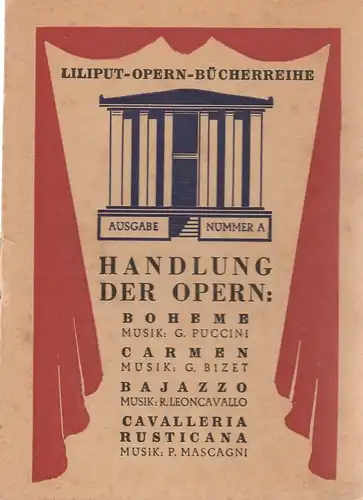 LILIPUT-OPERN-BÜCHERREIHE
AUSGABE NUMMER A
HANDLUNG
DER OPERN:
BOHEME
MUSIK: G. PUCCINI
CARMEN
MUSIK: G. BIZET
BAJAZZO
MUSIK: R. LEONCAVALLO
CAVALLERIA
RUSTICANA
MUSIK: P. MASCAGNI